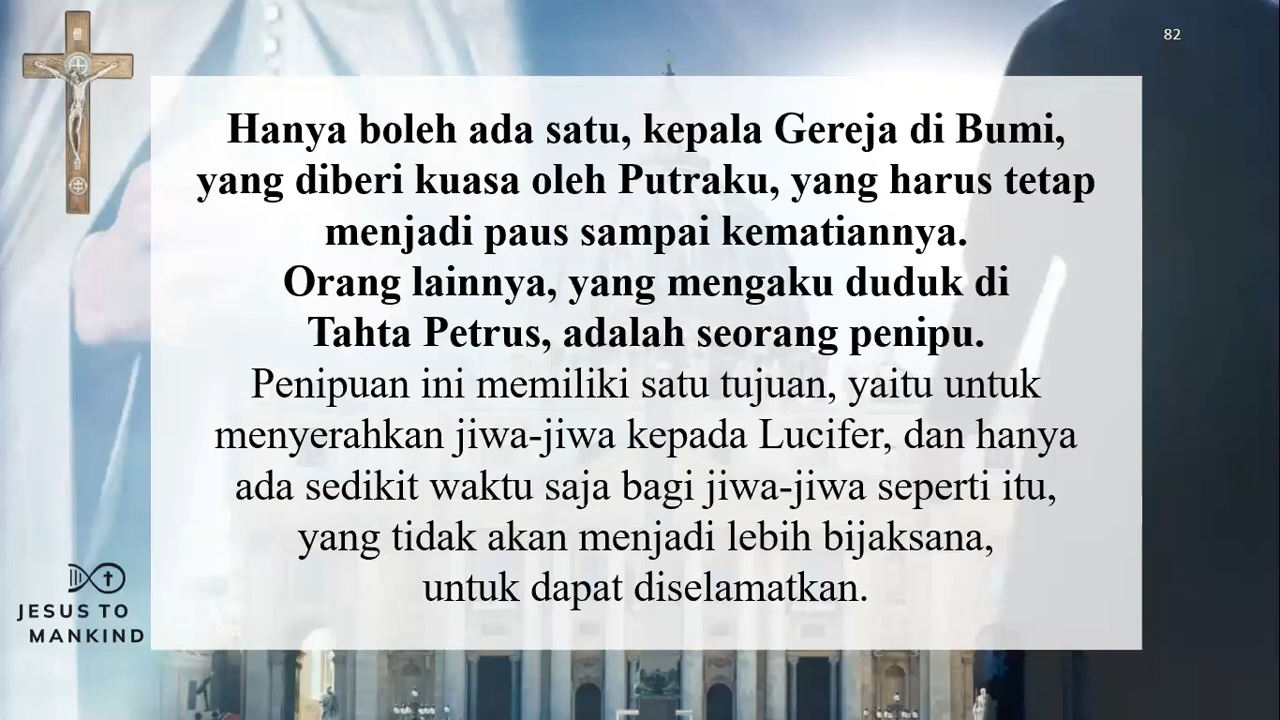 82
Hanya boleh ada satu, kepala Gereja di Bumi,
yang diberi kuasa oleh Putraku, yang harus tetap
menjadi paus sampai kematiannya.
Orang lainnya, yang mengaku duduk di
Tahta Petrus, adalah seorang penipu.
Penipuan ini memiliki satu tujuan, yaitu untuk
menyerahkan jiwa-jiwa kepada Lucifer, dan hanya
ada sedikit waktu saja bagi jiwa-jiwa seperti itu,
yang tidak akan menjadi lebih bijaksana,
untuk dapat diselamatkan.
JESUS TO
MANKIND